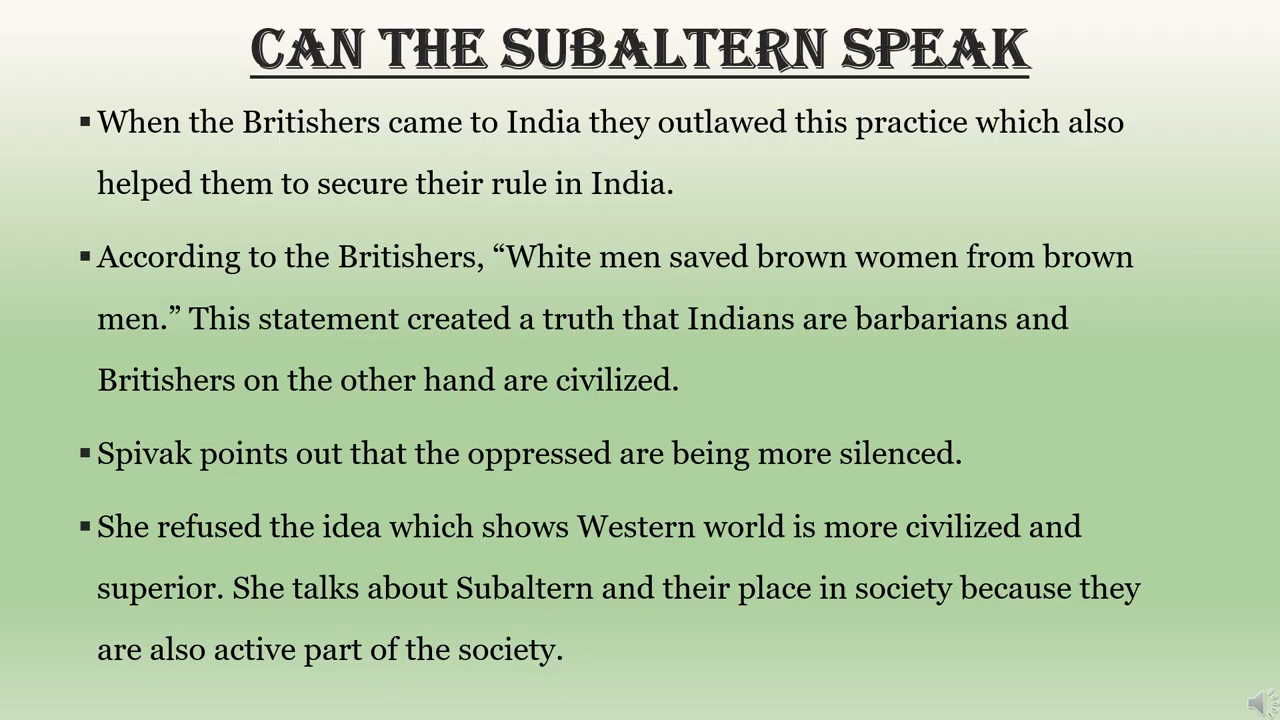 CAN THE SUBALTERN SPEAK
▪ When the Britishers came to India they outlawed this practice which also
helped them to secure their rule in India.
▪ According to the Britishers, “White men saved brown women from brown
men.” This statement created a truth that Indians are barbarians and
Britishers on the other hand are civilized.
▪ Spivak points out that the oppressed are being more silenced.
▪ She refused the idea which shows Western world is more civilized and
superior. She talks about Subaltern and their place in society because they
are also active part of the society.